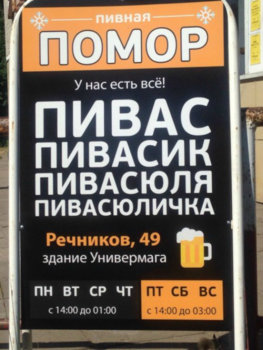 пивная
ПОМОР
У нас есть всё!
ПИВАС
ПИВАСИК
ПИВАСЮЛЯ
ПИВАСЮЛИЧКА
Речников, 49
здание Универмага
ПН ВТ СР ЧТ ПТ СБ ВС
с 14:00 до 01:00 с 14:00 до 03:00